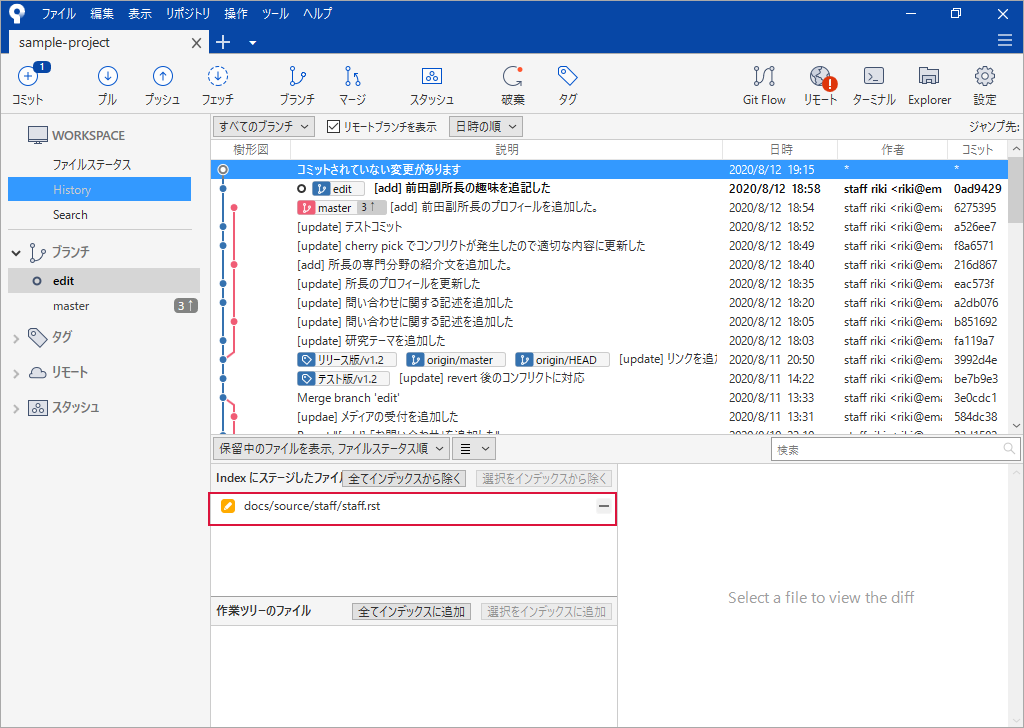 ファイル 編集 表示 リポジトリ 操作 ツール ヘルプ
sample-project
1
コミット プル プッシュ フェッチ ブランチ マージ スタッシュ 破棄 タグ Git Flow リモート ターミナル Explorer 設定
WORKSPACE
ファイルステータス
History
Search
ブランチ
edit
master 3↑
タグ
リモート
スタッシュ
すべてのブランチ リモートブランチを表示 日時の順 ジャンプ先:
樹形図 説明 日時 作者 コミット
コミットされていない変更があります 2020/8/12 19:15 * *
edit [add] 前田副所長の趣味を追記した 2020/8/12 18:58 staff riki <riki@em 0ad9429
master 3↑ [add] 前田副所長のプロフィールを追加した。 2020/8/12 18:54 staff riki <riki@ema 6275395
[update] テストコミット 2020/8/12 18:52 staff riki <riki@ema a526ee7
[update] cherry pick でコンフリクトが発生したので適切な内容に更新した 2020/8/12 18:49 staff riki <riki@ema f8a6571
[add] 所長の専門分野の紹介文を追加した。 2020/8/12 18:40 staff riki <riki@ema 216d867
[update] 所長のプロフィールを更新した 2020/8/12 18:35 staff riki <riki@ema eac573f
[update] 問い合わせに関する記述を追加した 2020/8/12 18:20 staff riki <riki@ema a2db076
[update] 問い合わせに関する記述を追加した 2020/8/12 18:05 staff riki <riki@ema b851692
[update] 研究テーマを追加した 2020/8/12 18:03 staff riki <riki@ema fa119a7
リリース版/v1.2 origin/master origin/HEAD [update] リンクを追 2020/8/11 20:50 staff riki <riki@ema 3992d4e
テスト版/v1.2 [update] revert 後のコンフリクトに対応 2020/8/11 14:22 staff riki <riki@ema be7b9e3
Merge branch 'edit' 2020/8/11 13:33 staff riki <riki@ema 3e0cdc1
[updae] メディアの受付を追加した 2020/8/11 13:31 staff riki <riki@ema 584dc38
保留中のファイルを表示, ファイルステータス順 検索
Index にステージしたファイル 全てインデックスから除く 選択をインデックスから除く
docs/source/staff/staff.rst
作業ツリーのファイル 全てインデックスに追加 選択をインデックスに追加
Select a file to view the diff